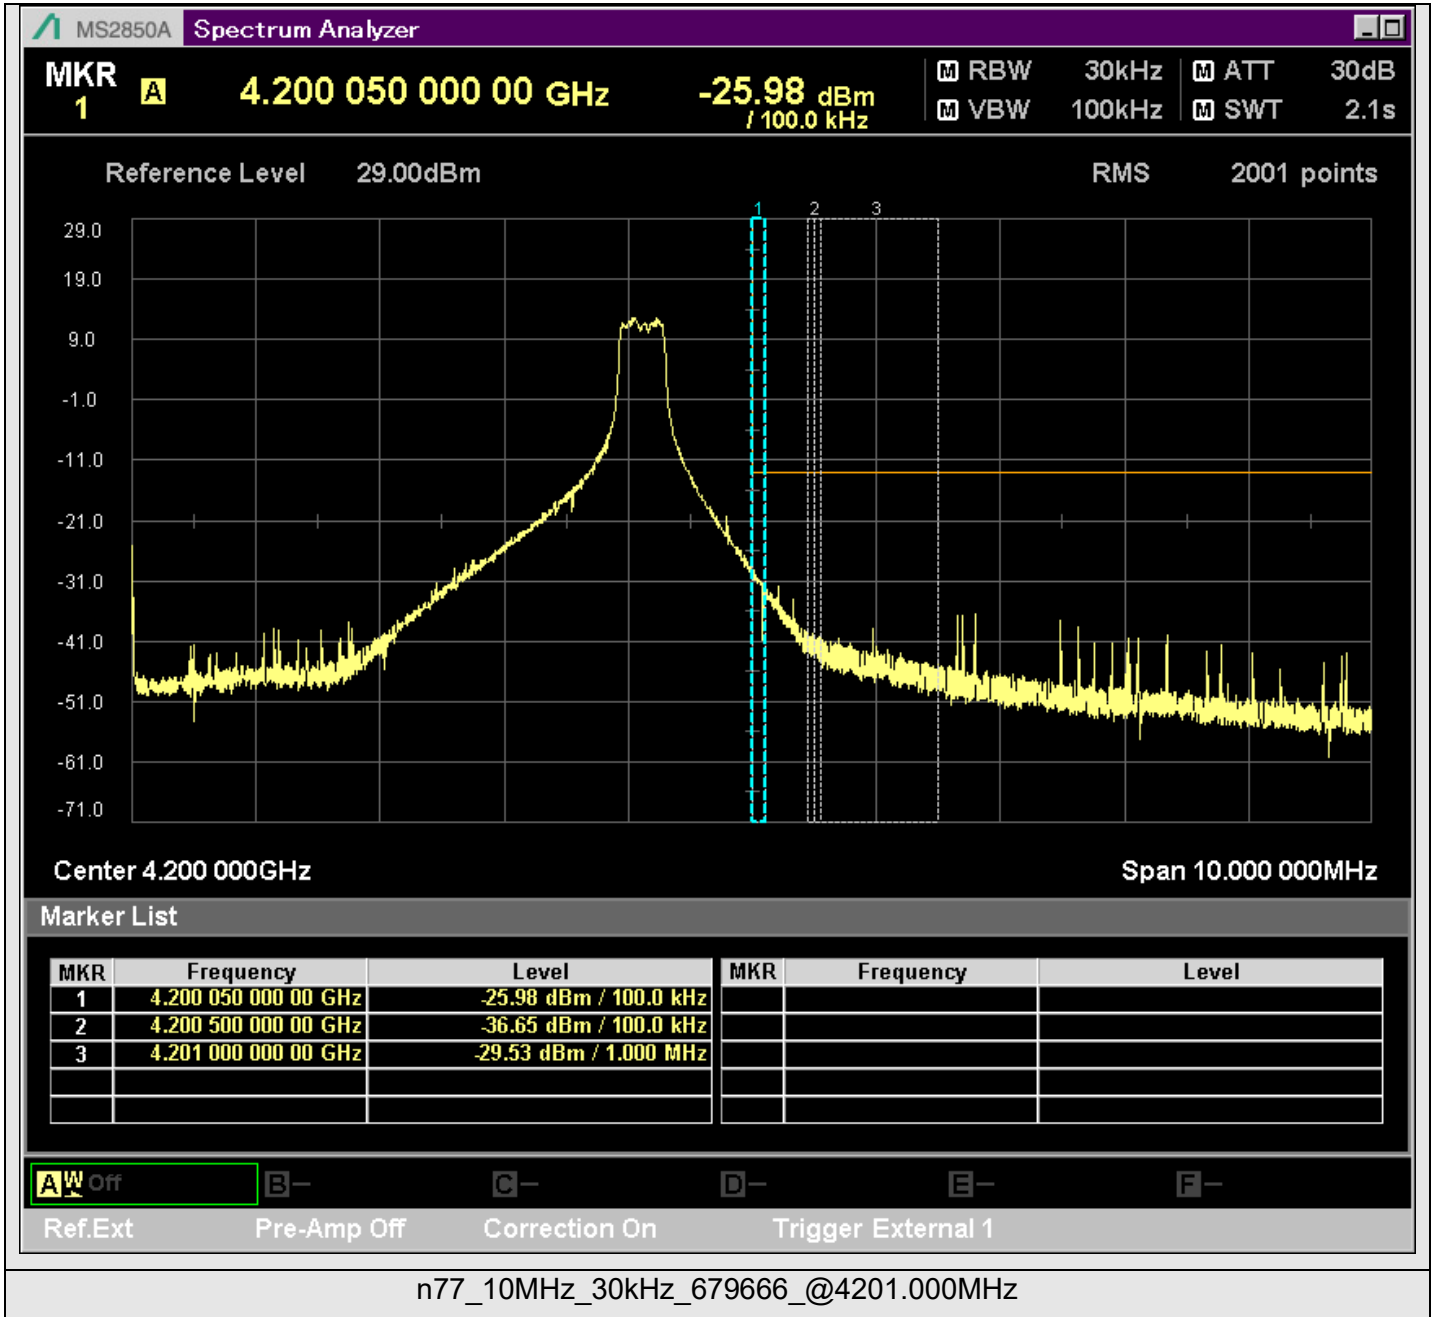 MS2850A Spectrum Analyzer
MKR 1 A 4.200 050 000 00 GHz -25.98 dBm / 100.0 kHz
M RBW 30kHz M ATT 30dB
M VBW 100kHz M SWT 2.1s
Reference Level 29.00dBm RMS 2001 points
1 2 3
29.0
19.0
9.0
-1.0
-11.0
-21.0
-31.0
-41.0
-51.0
-61.0
-71.0
Center 4.200 000GHz Span 10.000 000MHz
Marker List
MKR Frequency Level MKR Frequency Level
1 4.200 050 000 00 GHz -25.98 dBm / 100.0 kHz
2 4.200 500 000 00 GHz -36.65 dBm / 100.0 kHz
3 4.201 000 000 00 GHz -29.53 dBm / 1.000 MHz
A W Off B— C— D— E— F—
Ref.Ext Pre-Amp Off Correction On Trigger External 1
n77_10MHz_30kHz_679666_@4201.000MHz